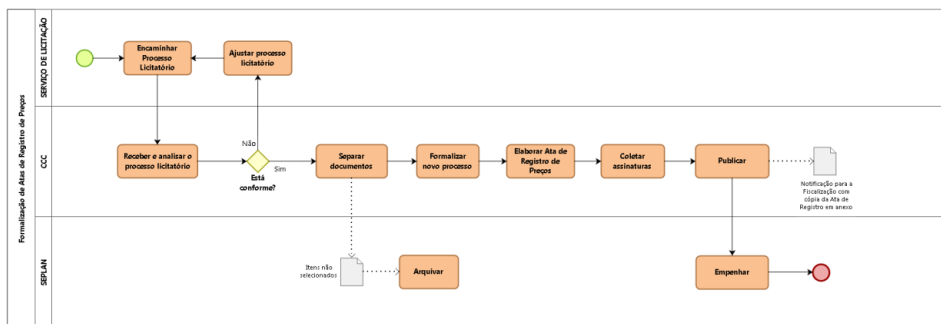 Formalização de Atas de Registro de Preços
SERVIÇO DE LICITAÇÃO
Encaminhar
Processo
Licitatório
Ajustar processo
licitatório
CCC
Receber e analisar o
processo licitatório
Não
Sim
Está
conforme?
Separar
documentos
Formalizar
novo processo
Elaborar Ata de
Registro de
Preços
Coletar
assinaturas
Publicar
Notificação para a
Fiscalização com
cópia da Ata de
Registro em anexo
SEPLAN
Itens não
selecionados
Arquivar
Empenhar